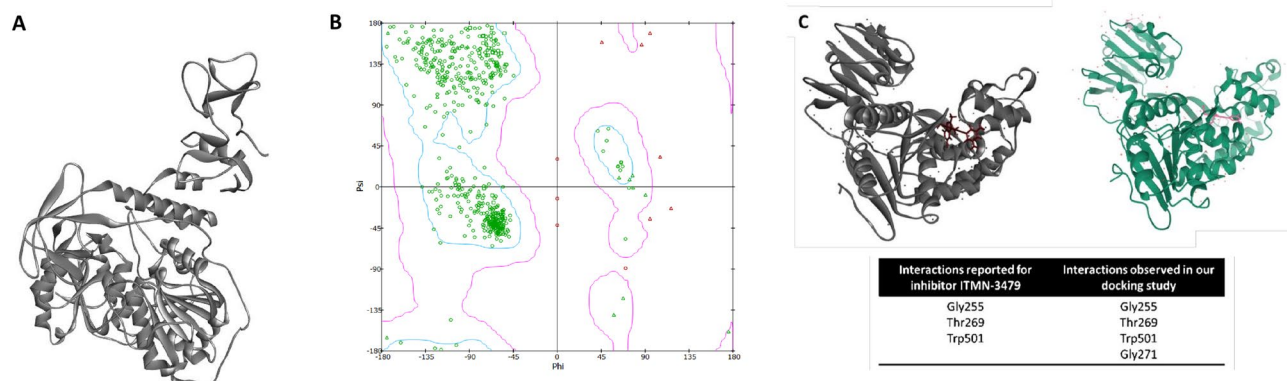 A
B
C
180
135
90
45
0
-45
-90
-135
-180
Psi
-180 -135 -90 -45 0 45 90 135 180
Phi
Interactions reported for Interactions observed in our
inhibitor ITMN-3479 docking study
Gly255 Gly255
Thr269 Thr269
Trp501 Trp501
Gly271